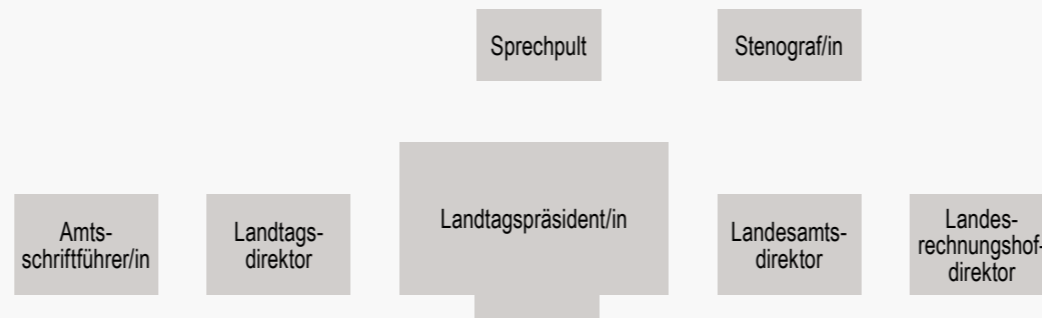 Sprechpult
Stenograf/in
Amts-
schriftführer/in
Landtags-
direktor
Landtagspräsident/in
Landesamts-
direktor
Landes-
rechnungshof-
direktor